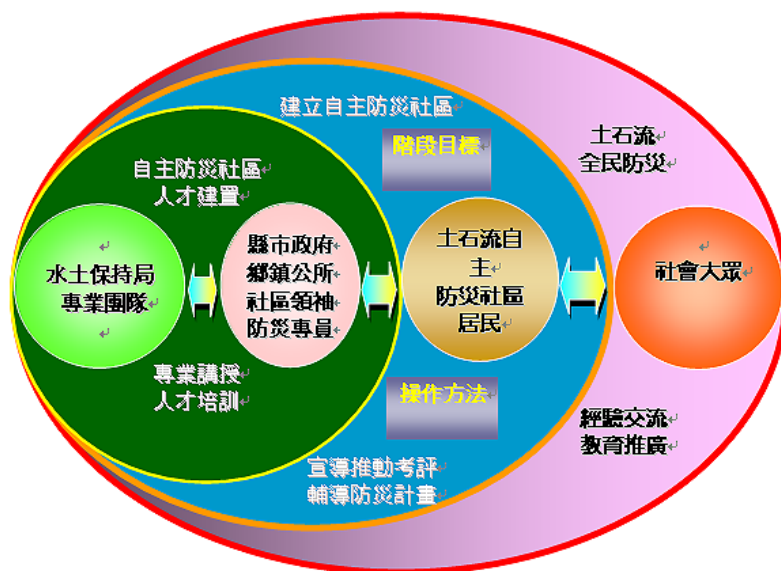 建立自主防災社區
階段目標
土石流
全民防災
自主防災社區
人才建置
水土保持局
專業團隊
縣市政府
鄉鎮公所
社區領袖
防災專員
土石流自
主
防災社區
居民
社會大眾
專業講授
人才培訓
操作方法
經驗交流
教育推廣
宣導推動考評
輔導防災計畫